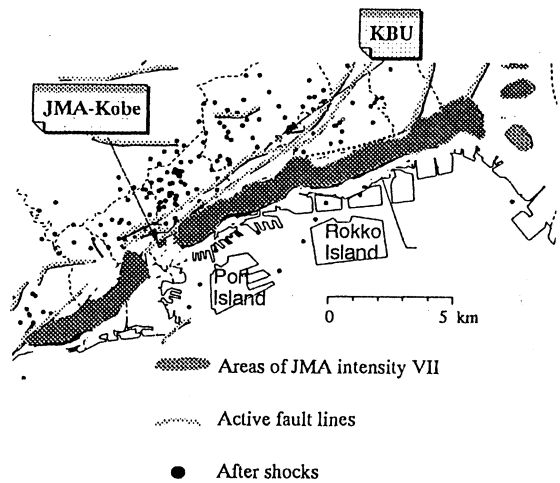 KBU
JMA-Kobe
Rokko
Island
Port
Island
0 5 km
Areas of JMA intensity VII
Active fault lines
After shocks